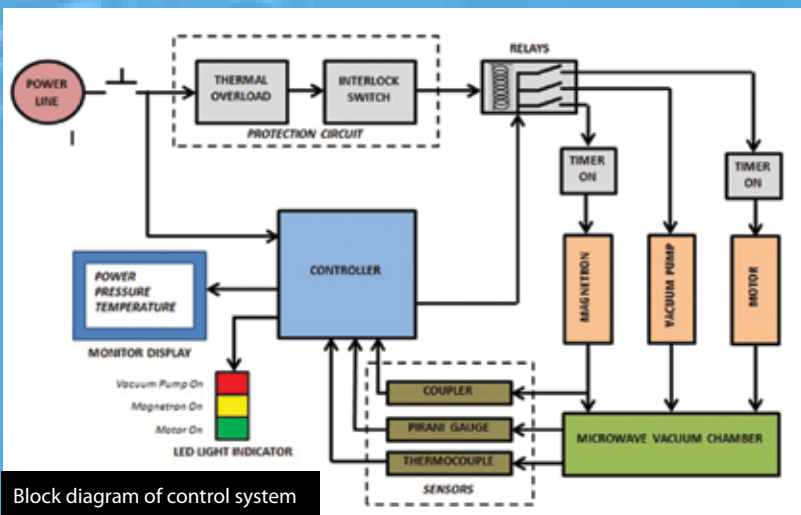 POWER
LINE
I
THERMAL
OVERLOAD
INTERLOCK
SWITCH
PROTECTION CIRCUIT
RELAYS
TIMER
ON
TIMER
ON
CONTROLLER
MAGNETRON
VACUUM PUMP
MOTOR
POWER
PRESSURE
TEMPERATURE
MONITOR DISPLAY
Vacuum Pump On
Magnetron On
Motor On
LED LIGHT INDICATOR
COUPLER
PIRANI GAUGE
THERMOCOUPLE
SENSORS
MICROWAVE VACUUM CHAMBER
Block diagram of control system